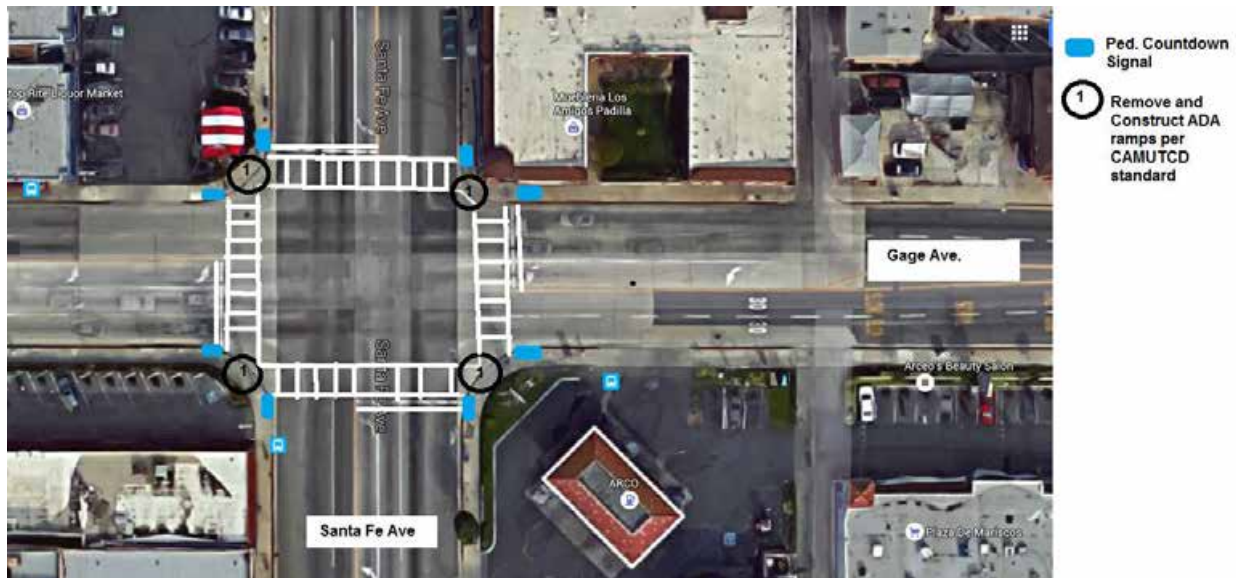 Ped. Countdown
Signal
1
Remove and
Construct ADA
ramps per
CAMUTCD
standard
Santa Fe Ave
top Rite Liquor Market
Muebleria Los
Amigos Padilla
1
1
Gage Ave.
1
1
Santa Fe Ave
Arceo's Beauty Salon
ARCO
Santa Fe Ave
Plaza De Mariscos